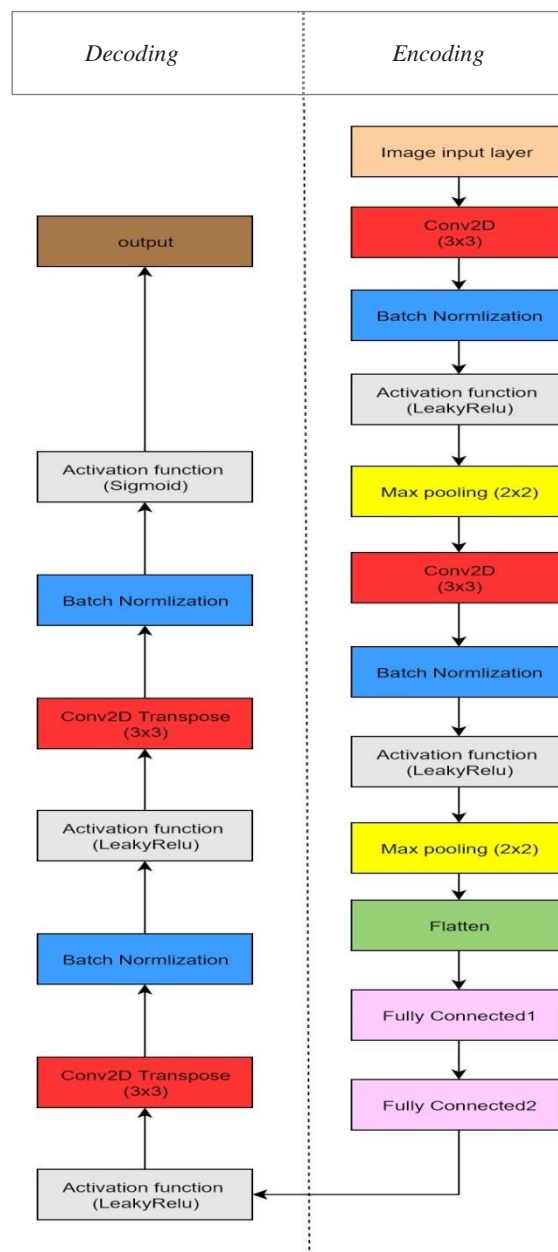 Decoding
Encoding
Image input layer
Conv2D
(3x3)
Batch Normlization
Activation function
(LeakyRelu)
Max pooling (2x2)
Conv2D
(3x3)
Batch Normlization
Activation function
(LeakyRelu)
Max pooling (2x2)
Flatten
Fully Connected1
Fully Connected2
output
Activation function
(Sigmoid)
Batch Normlization
Conv2D Transpose
(3x3)
Activation function
(LeakyRelu)
Batch Normlization
Conv2D Transpose
(3x3)
Activation function
(LeakyRelu)